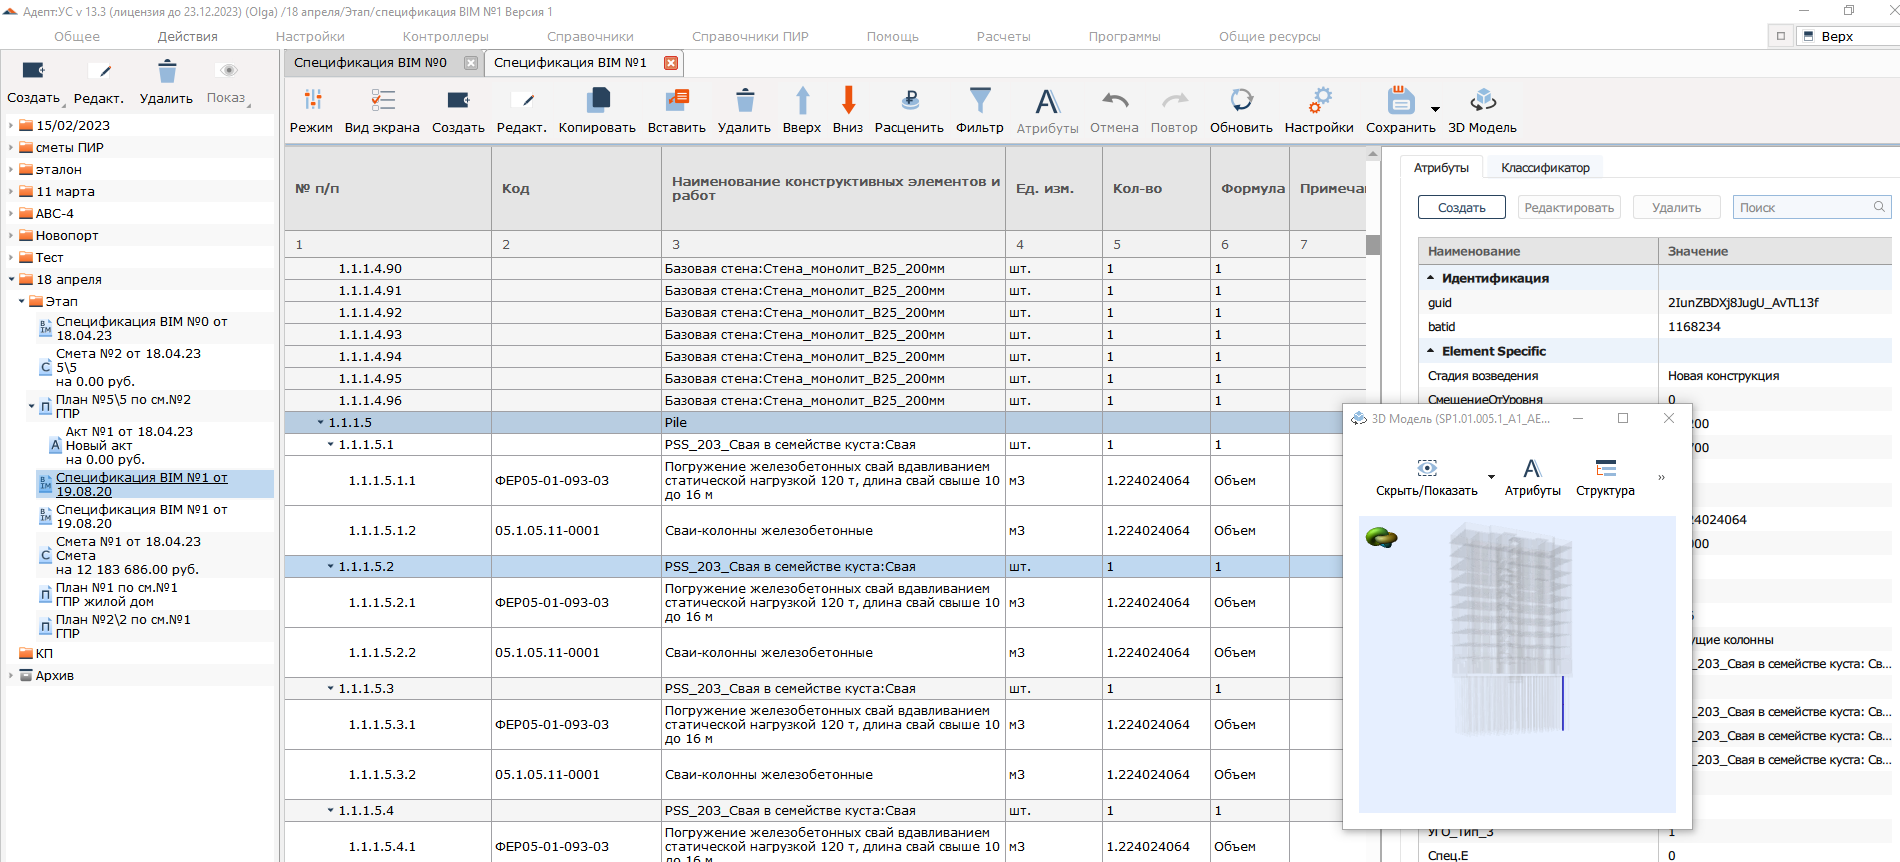 Адепт:УС v 13.3 (лицензия до 23.12.2023) (Olga) /18 апреля/Этап/спецификация BIM №1 Версия 1
Общее Действия Настройки Контроллеры Справочники Справочники ПИР Помощь Расчеты Программы Общие ресурсы Верх
Создать Редакт. Удалить Показ
15/02/2023
сметы ПИР
эталон
11 марта
АВС-4
Новопорт
Тест
18 апреля
Этап
Спецификация BIM №0 от
18.04.23
Смета №2 от 18.04.23
5\5
на 0.00 руб.
План №5\5 по см.№2
ГПР
Акт №1 от 18.04.23
Новый акт
на 0.00 руб.
Спецификация BIM №1 от
19.08.20
Спецификация BIM №1 от
19.08.20
Смета №1 от 18.04.23
Смета
на 12 183 686.00 руб.
План №1 по см.№1
ГПР жилой дом
План №2\2 по см.№1
ГПР
КП
Архив
Спецификация BIM №0 Спецификация BIM №1
Режим Вид экрана Создать Редакт. Копировать Вставить Удалить Вверх Вниз Расценить Фильтр Атрибуты Отмена Повтор Обновить Настройки Сохранить 3D Модель
№ п/п Код Наименование конструктивных элементов и работ Ед. изм. Кол-во Формула Примечан
1 2 3 4 5 6 7
1.1.1.4.90 Базовая стена:Стена_монолит_В25_200мм шт. 1 1
1.1.1.4.91 Базовая стена:Стена_монолит_В25_200мм шт. 1 1
1.1.1.4.92 Базовая стена:Стена_монолит_В25_200мм шт. 1 1
1.1.1.4.93 Базовая стена:Стена_монолит_В25_200мм шт. 1 1
1.1.1.4.94 Базовая стена:Стена_монолит_В25_200мм шт. 1 1
1.1.1.4.95 Базовая стена:Стена_монолит_В25_200мм шт. 1 1
1.1.1.4.96 Базовая стена:Стена_монолит_В25_200мм шт. 1 1
1.1.1.5 Pile
1.1.1.5.1 PSS_203_Свая в семействе куста:Свая шт. 1 1
Погружение железобетонных свай вдавливанием
1.1.1.5.1.1 ФЕР05-01-093-03 статической нагрузкой 120 т, длина свай свыше 10 м3 1.224024064 Объем
до 16 м
1.1.1.5.1.2 05.1.05.11-0001 Сваи-колонны железобетонные м3 1.224024064 Объем
1.1.1.5.2 PSS_203_Свая в семействе куста:Свая шт. 1 1
Погружение железобетонных свай вдавливанием
1.1.1.5.2.1 ФЕР05-01-093-03 статической нагрузкой 120 т, длина свай свыше 10 м3 1.224024064 Объем
до 16 м
1.1.1.5.2.2 05.1.05.11-0001 Сваи-колонны железобетонные м3 1.224024064 Объем
1.1.1.5.3 PSS_203_Свая в семействе куста:Свая шт. 1 1
Погружение железобетонных свай вдавливанием
1.1.1.5.3.1 ФЕР05-01-093-03 статической нагрузкой 120 т, длина свай свыше 10 м3 1.224024064 Объем
до 16 м
1.1.1.5.3.2 05.1.05.11-0001 Сваи-колонны железобетонные м3 1.224024064 Объем
1.1.1.5.4 PSS_203_Свая в семействе куста:Свая шт. 1 1
Погружение железобетонных свай вдавливанием
1.1.1.5.4.1 ФЕР05-01-093-03 статической нагрузкой 120 т, длина свай свыше 10 м3 1.224024064 Объем
до 16 м
Атрибуты Классификатор
Создать Редактировать Удалить Поиск
Наименование Значение
Идентификация
guid 2IunZBDXj8JugU_AvTL13f
batid 1168234
Element Specific
Стадия возведения Новая конструкция
СмещениеОтУровня 0
3D Модель (SP1.01.005.1_A1_AE...
Скрыть/Показать Атрибуты Структура »
200
700
24024064
000
ущие колонны
_203_Свая в семействе куста: Св...
_203_Свая в семействе куста: Св...
_203_Свая в семействе куста: Св...
_203_Свая в семействе куста: Св...
УГО_Тип_3 1
Спец.Е 0